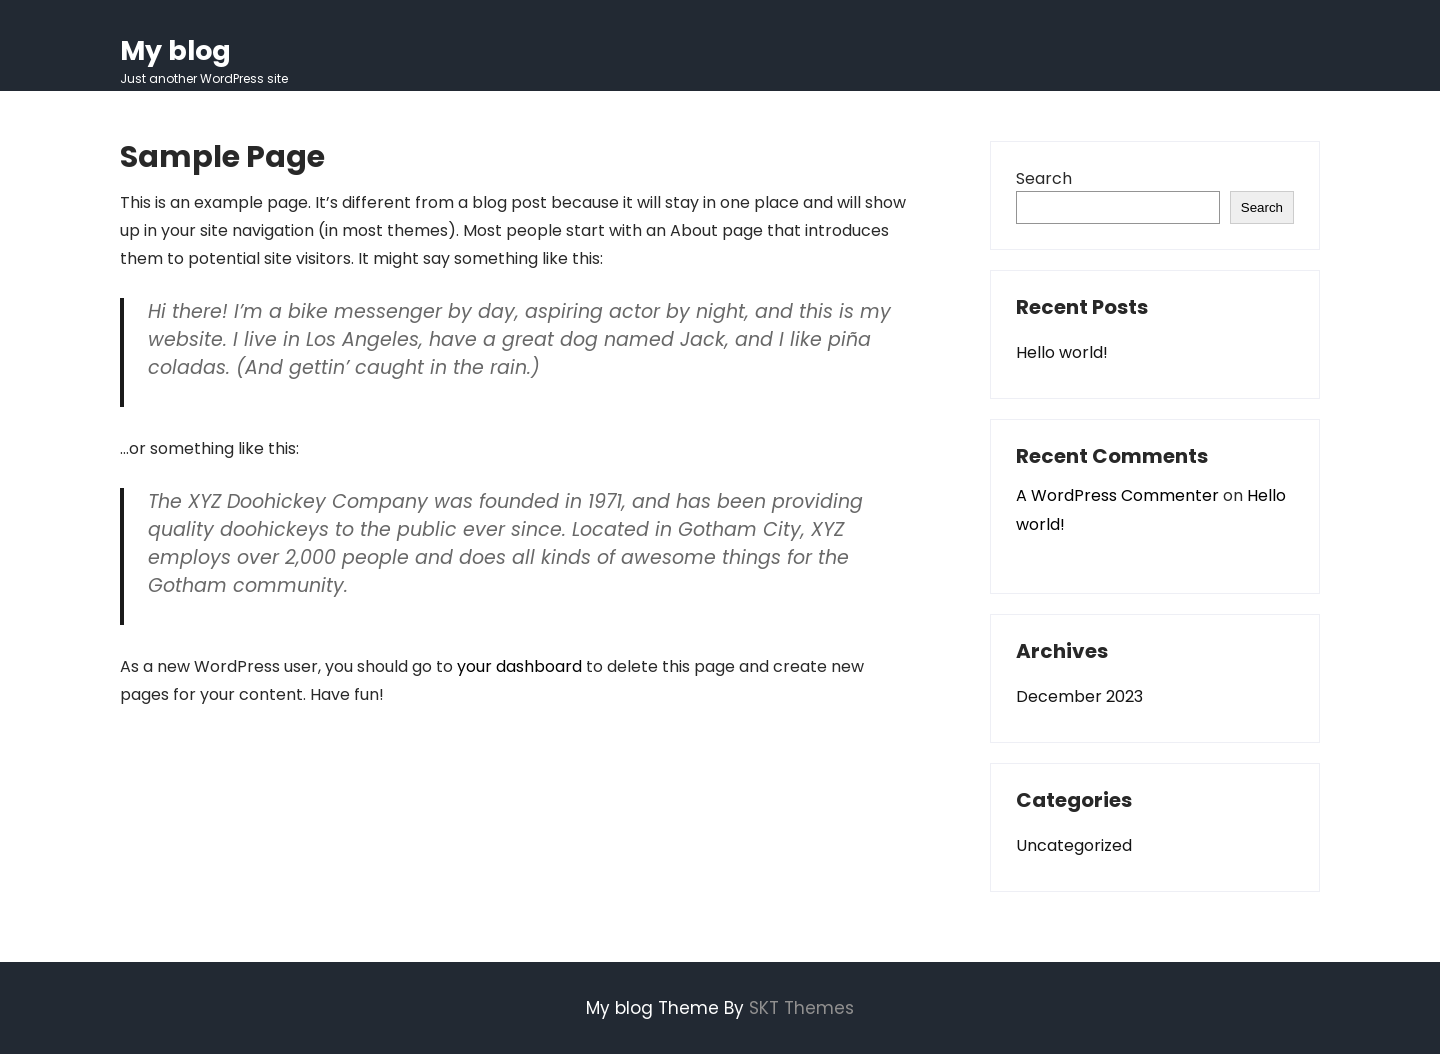 My blog
Just another WordPress site
Sample Page
This is an example page. It’s different from a blog post because it will stay in one place and will show
up in your site navigation (in most themes). Most people start with an About page that introduces
them to potential site visitors. It might say something like this:
Hi there! I’m a bike messenger by day, aspiring actor by night, and this is my
website. I live in Los Angeles, have a great dog named Jack, and I like piña
coladas. (And gettin’ caught in the rain.)
…or something like this:
The XYZ Doohickey Company was founded in 1971, and has been providing
quality doohickeys to the public ever since. Located in Gotham City, XYZ
employs over 2,000 people and does all kinds of awesome things for the
Gotham community.
As a new WordPress user, you should go to your dashboard to delete this page and create new
pages for your content. Have fun!
Search
Search
Recent Posts
Hello world!
Recent Comments
A WordPress Commenter on Hello
world!
Archives
December 2023
Categories
Uncategorized
My blog Theme By SKT Themes